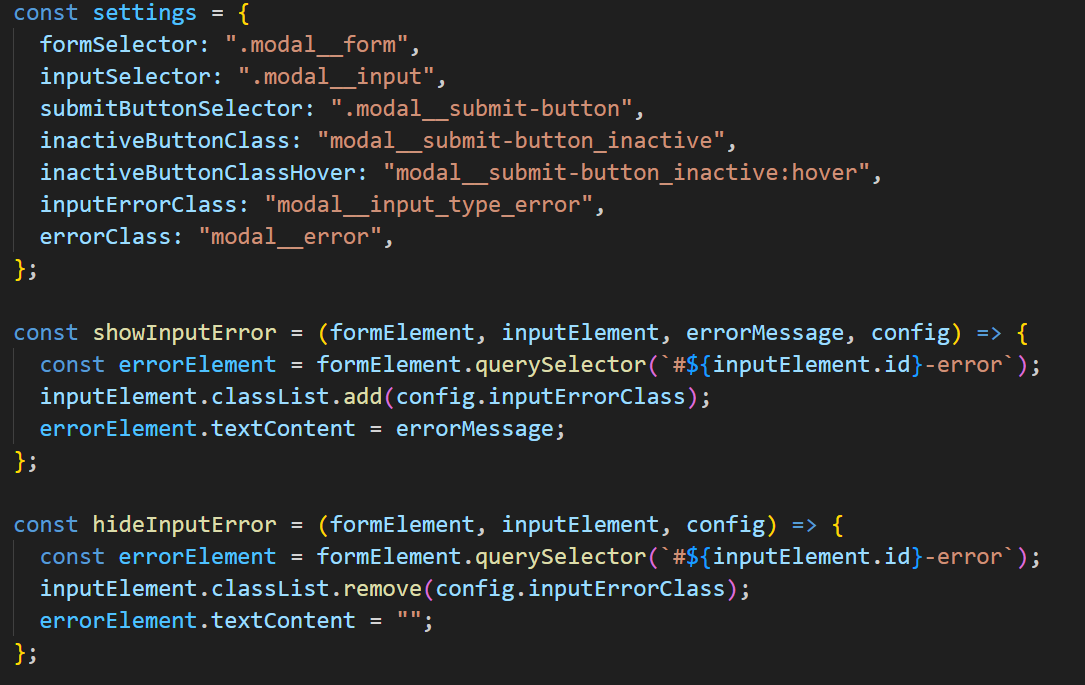 const settings = {
  formSelector: ".modal__form",
  inputSelector: ".modal__input",
  submitButtonSelector: ".modal__submit-button",
  inactiveButtonClass: "modal__submit-button_inactive",
  inactiveButtonClassHover: "modal__submit-button_inactive:hover",
  inputErrorClass: "modal__input_type_error",
  errorClass: "modal__error",
};

const showInputError = (formElement, inputElement, errorMessage, config) => {
  const errorElement = formElement.querySelector(`#${inputElement.id}-error`);
  inputElement.classList.add(config.inputErrorClass);
  errorElement.textContent = errorMessage;
};

const hideInputError = (formElement, inputElement, config) => {
  const errorElement = formElement.querySelector(`#${inputElement.id}-error`);
  inputElement.classList.remove(config.inputErrorClass);
  errorElement.textContent = "";
};